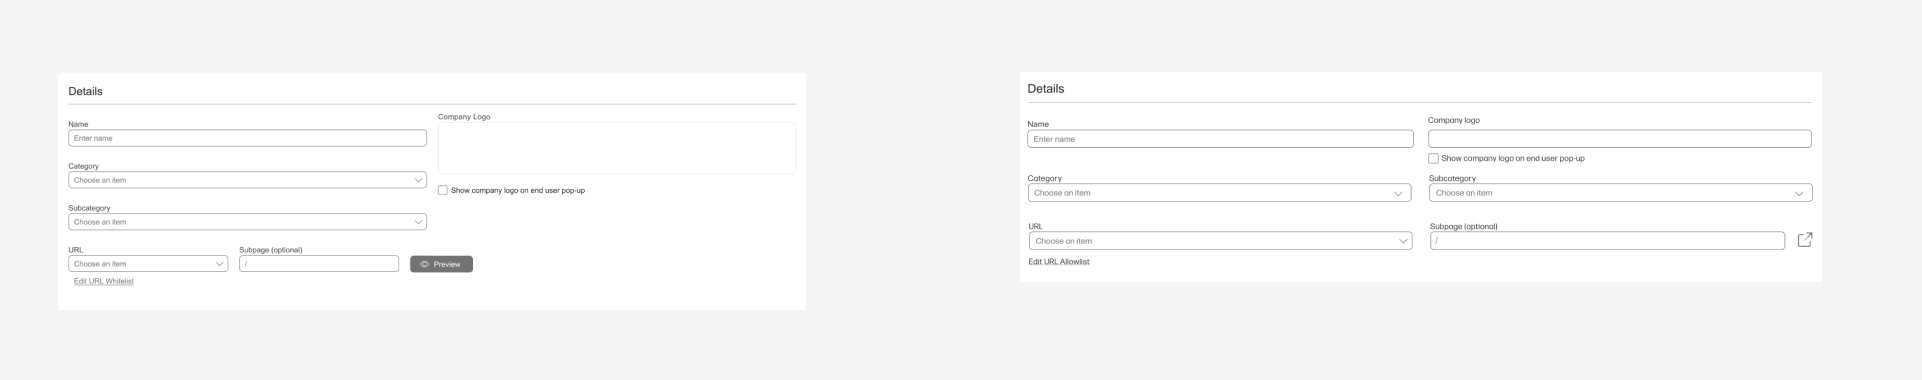 Details
Name
Enter name
Category
Choose an item
Subcategory
Choose an item
URL
Choose an item
Edit URL Whitelist
Subpage (optional)
/
Preview
Company Logo
Show company logo on end user pop-up
Details
Name
Enter name
Company logo
Show company logo on end user pop-up
Category
Choose an item
Subcategory
Choose an item
URL
Choose an item
Subpage (optional)
/
Edit URL Allowlist